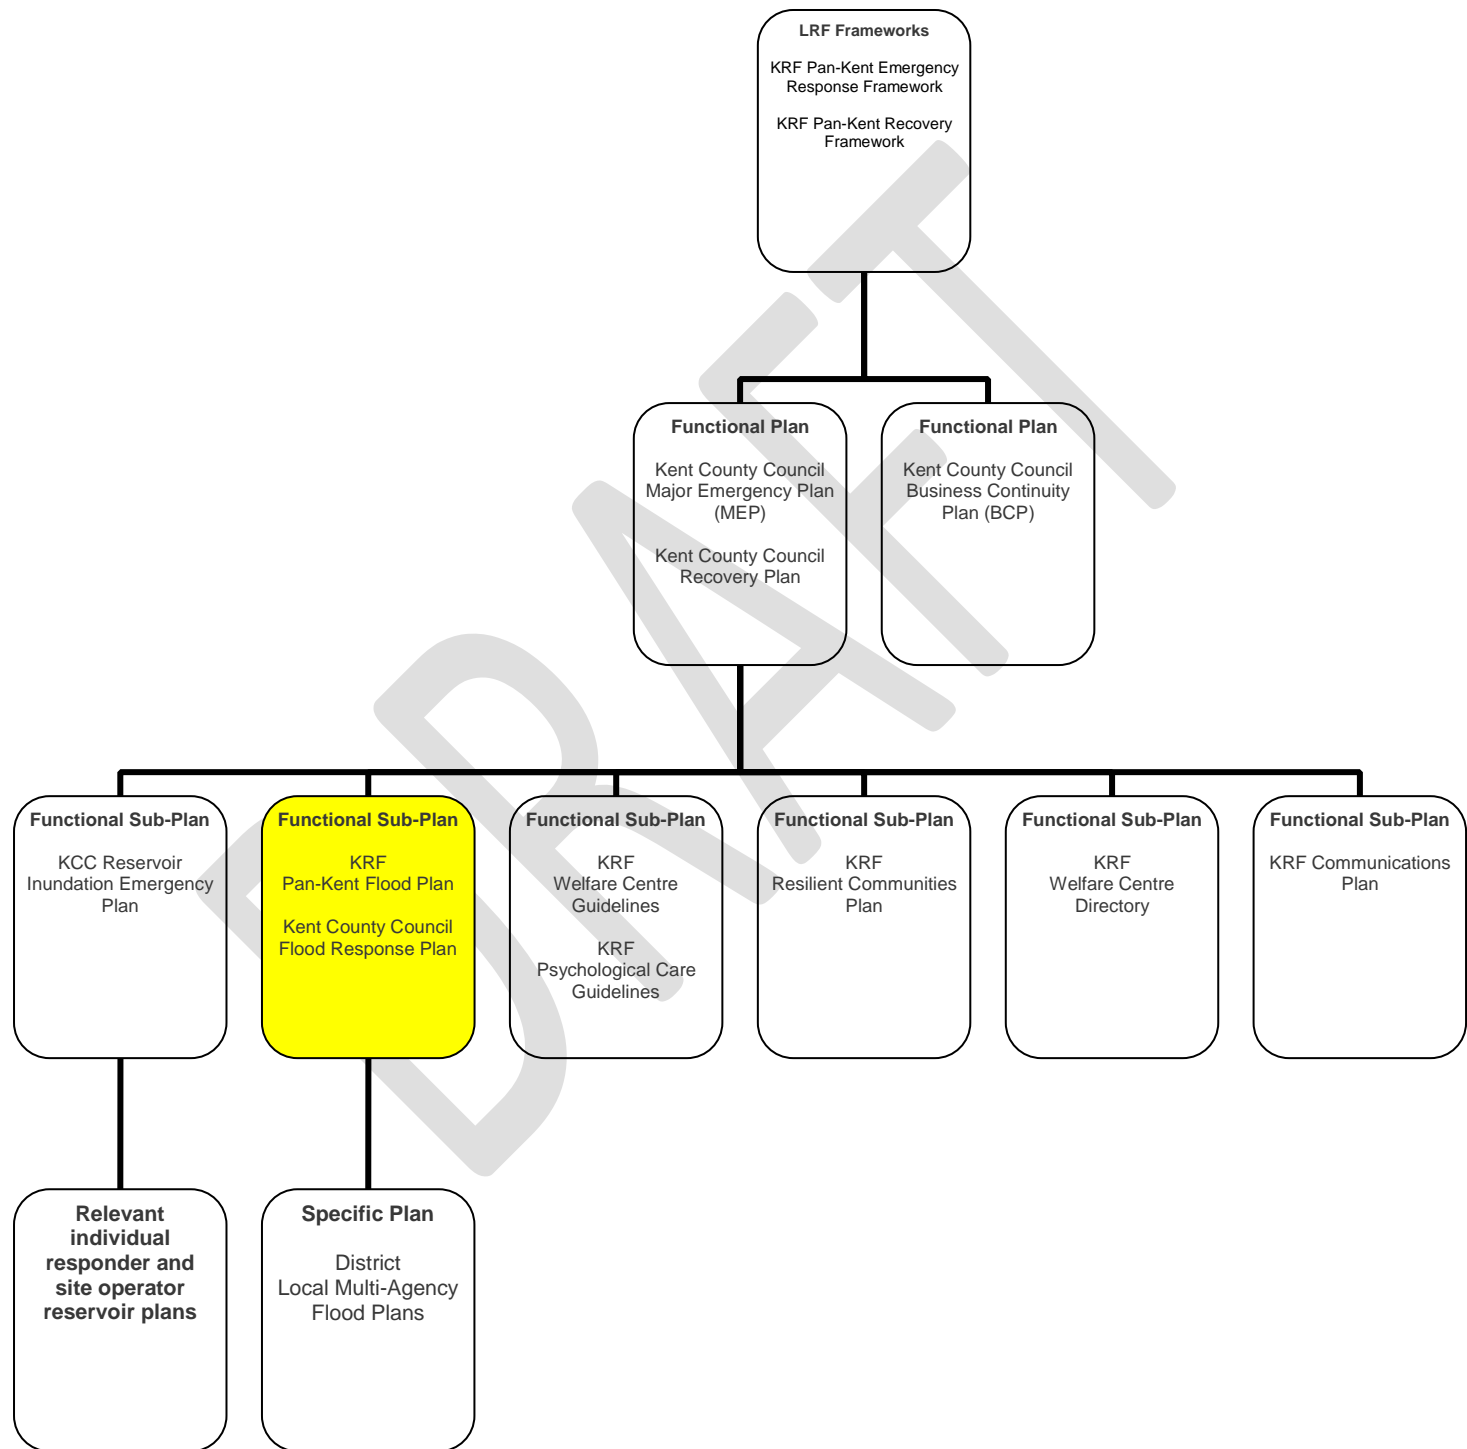 LRF Frameworks
KRF Pan-Kent Emergency
Response Framework
KRF Pan-Kent Recovery
Framework
Functional Plan
Kent County Council
Major Emergency Plan
(MEP)
Kent County Council
Recovery Plan
Functional Plan
Kent County Council
Business Continuity
Plan (BCP)
Functional Sub-Plan
KCC Reservoir
Inundation Emergency
Plan
Functional Sub-Plan
KRF
Pan-Kent Flood Plan
Kent County Council
Flood Response Plan
Functional Sub-Plan
KRF
Welfare Centre
Guidelines
KRF
Psychological Care
Guidelines
Functional Sub-Plan
KRF
Resilient Communities
Plan
Functional Sub-Plan
KRF
Welfare Centre
Directory
Functional Sub-Plan
KRF Communications
Plan
Relevant
individual
responder and
site operator
reservoir plans
Specific Plan
District
Local Multi-Agency
Flood Plans
DRAFT